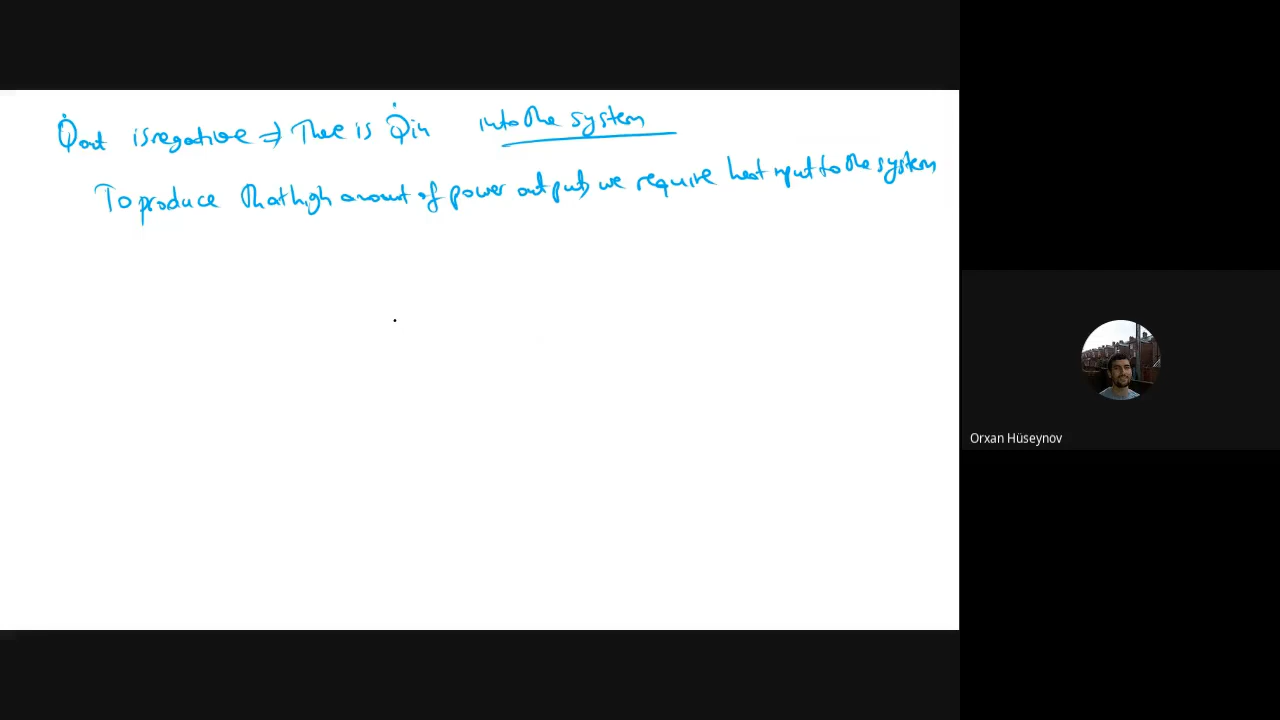 Q̇out is negative ⇒ There is Q̇in into the system
To produce that high amount of power output, we require heat input to the system
Orxan Hüseynov